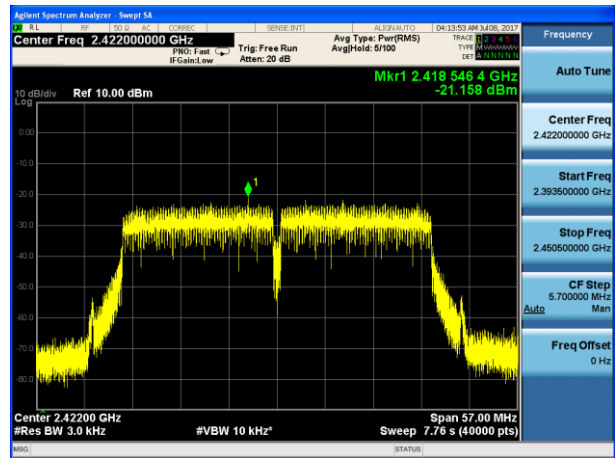 Agilent Spectrum Analyzer - Swept SA
RL RF 50 Ω AC CORREC SENSE:INT ALIGNAUTO 04:13:53 AM Jul 08, 2017
Center Freq 2.422000000 GHz
PNO: Fast
IFGain:Low
Trig: Free Run
Atten: 20 dB
Avg Type: Pwr(RMS)
Avg|Hold: 5/100
TRACE 1 2 3 4 5 6
TYPE M
DET A N N N N N
Mkr1 2.418 546 4 GHz
-21.158 dBm
10 dB/div Ref 10.00 dBm
Log
0.00
-10.0
-20.0
-30.0
-40.0
-50.0
-60.0
-70.0
-80.0
1
Center 2.42200 GHz Span 57.00 MHz
#Res BW 3.0 kHz #VBW 10 kHz* Sweep 7.76 s (40000 pts)
MSG STATUS
Frequency
Auto Tune
Center Freq
2.422000000 GHz
Start Freq
2.393500000 GHz
Stop Freq
2.450500000 GHz
CF Step
5.700000 MHz
Auto Man
Freq Offset
0 Hz